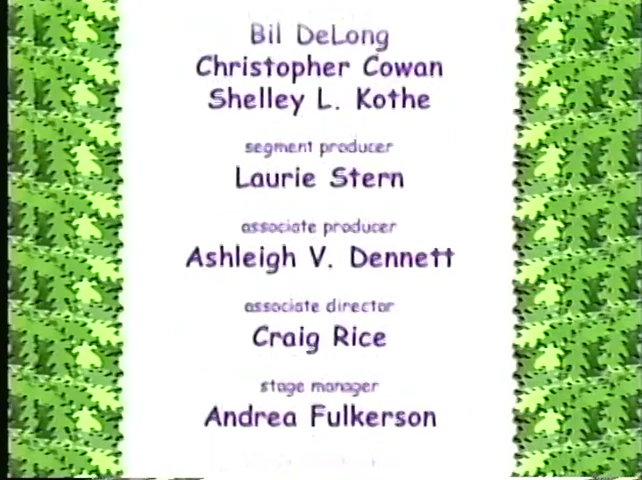 Bil DeLong
Christopher Cowan
Shelley L. Kothe
segment producer
Laurie Stern
associate producer
Ashleigh V. Dennett
associate director
Craig Rice
stage manager
Andrea Fulkerson